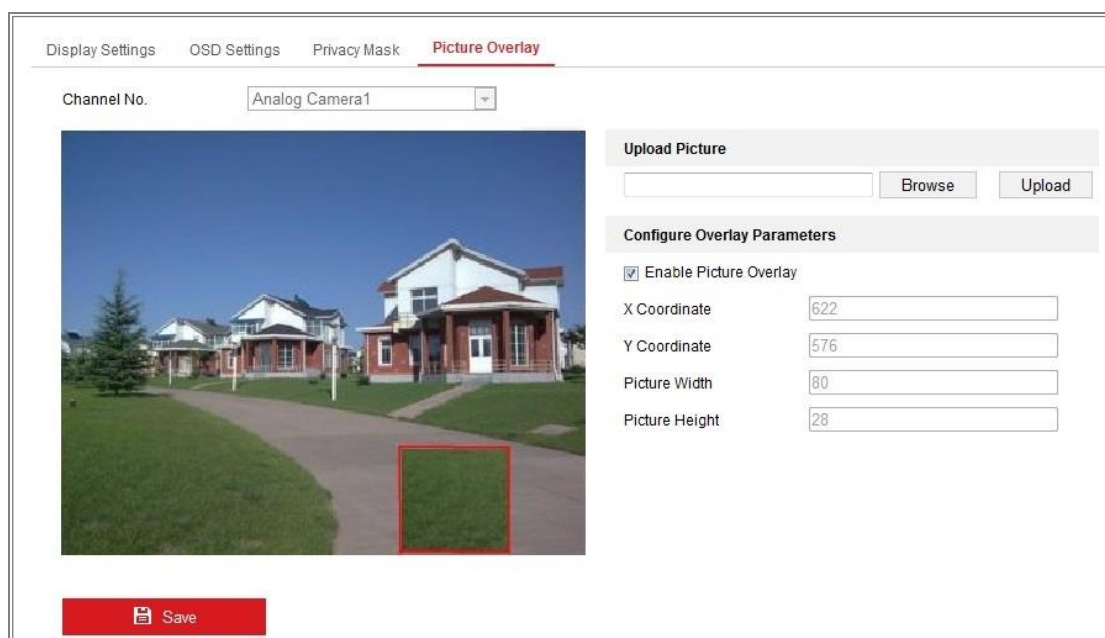 Display Settings OSD Settings Privacy Mask Picture Overlay
Channel No. Analog Camera1
Upload Picture
Browse Upload
Configure Overlay Parameters
Enable Picture Overlay
X Coordinate 622
Y Coordinate 576
Picture Width 80
Picture Height 28
Save